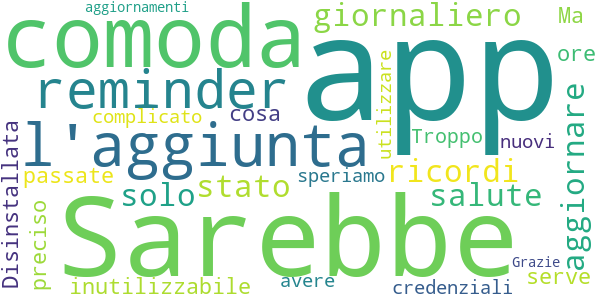 aggiornamenti
comoda
app
giornaliero
Ma
ore
reminder
utilizzare
complicato
cosa
l'aggiunta
Troppo
nuovi
aggiornare
Disinstallata
passate
solo
stato
speriamo
ricordi
salute
preciso
Sarebbe
Grazie
inutilizzabile
avere
credenziali
serve